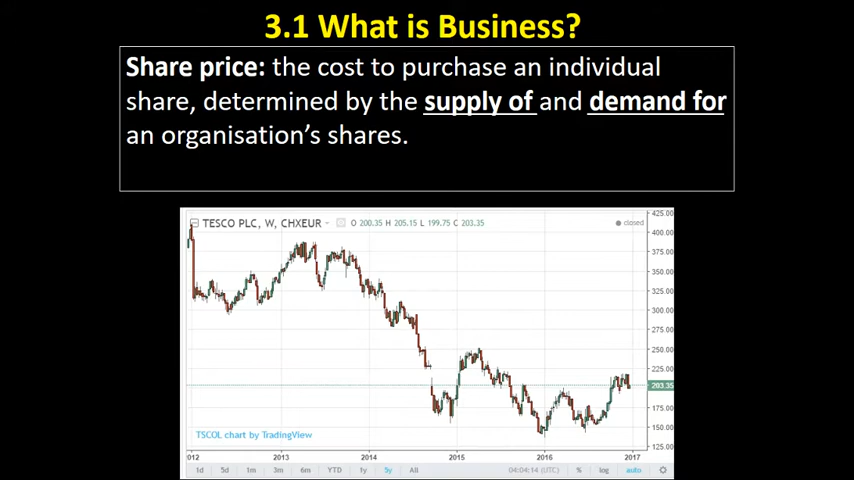 3.1 What is Business?
Share price: the cost to purchase an individual
share, determined by the supply of and demand for
an organisation's shares.
TESCO PLC, W, CHXEUR O 200.35 H 205.15 L 199.75 C 203.35
closed
425.00
400.00
375.00
350.00
325.00
300.00
275.00
250.00
225.00
203.35
175.00
150.00
125.00
TSCOL chart by TradingView
2012 2013 2014 2015 2016 2017
1d 5d 1m 3m 6m YTD 1y 5y All 04:04:14 (UTC) % log auto